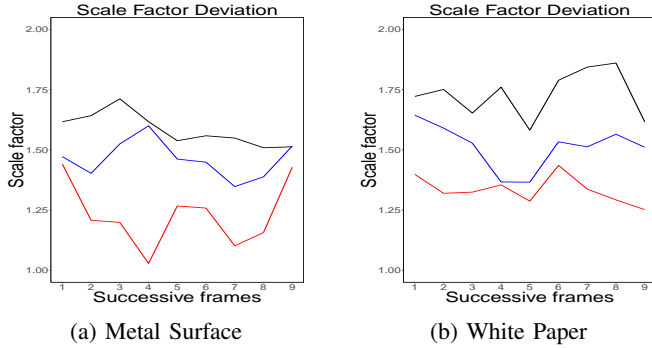 Scale Factor Deviation
2.00
1.75
1.50
1.25
1.00
Scale factor
1 2 3 4 5 6 7 8 9
Successive frames
(a) Metal Surface
Scale Factor Deviation
2.00
1.75
1.50
1.25
1.00
Scale factor
1 2 3 4 5 6 7 8 9
Successive frames
(b) White Paper